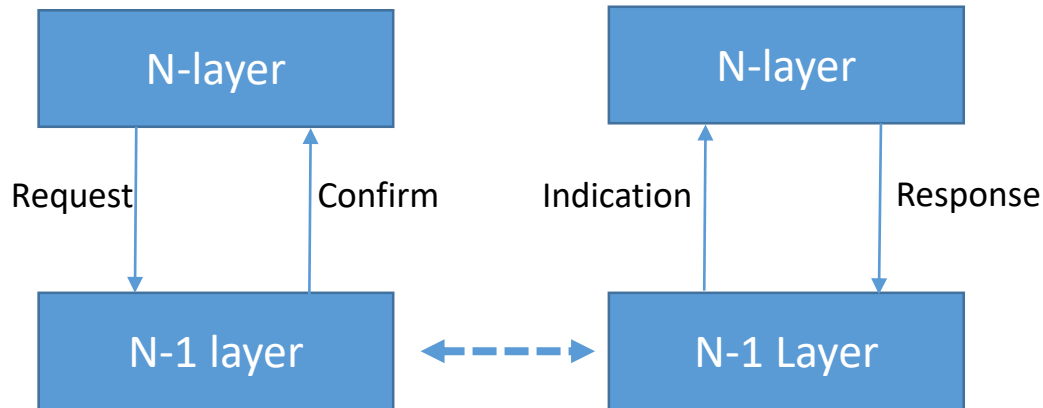 N-layer
N-layer
Request
Confirm
Indication
Response
N-1 layer
N-1 Layer